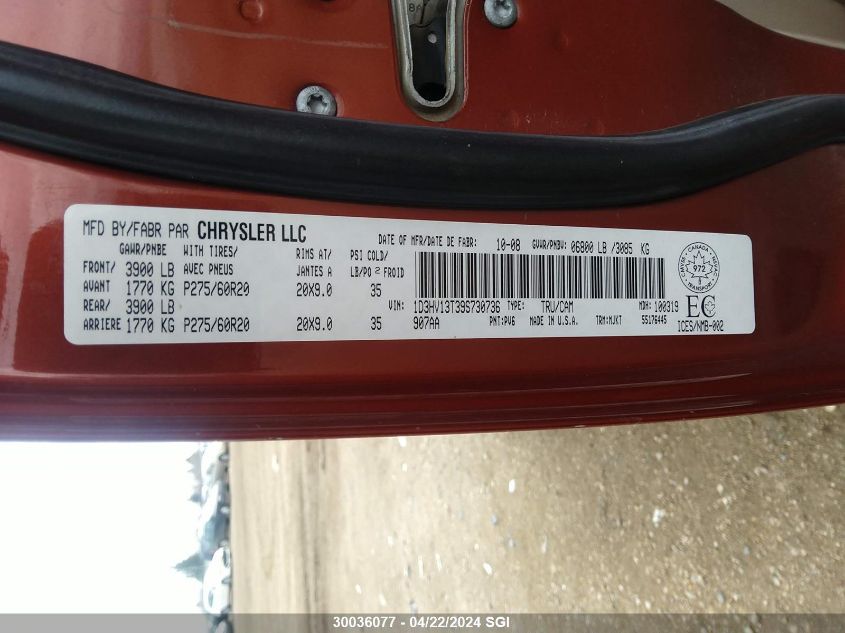 MFD BY/FABR PAR CHRYSLER LLC
DATE OF MFR/DATE DE FABR: 10-08 GVWR/PNBV: 06800 LB /3085 KG
GAWR/PNBE WITH TIRES/ RIMS AT/ PSI COLD/
FRONT/ 3900 LB AVEC PNEUS JANTES A LB/PO² FROID
AVANT 1770 KG P275/60R20 20X9.0 35
REAR/ 3900 LB
ARRIERE 1770 KG P275/60R20 20X9.0 35
VIN: 1D3HV13T39S730736 TYPE: TRU/CAM MDH:100319
907AA PNT:PV6 MADE IN U.S.A. TRM:MJKT 55176445
CANADA
972
TRANSPORT
EC
ICES/NMB-002
30036077 - 04/22/2024 SGI